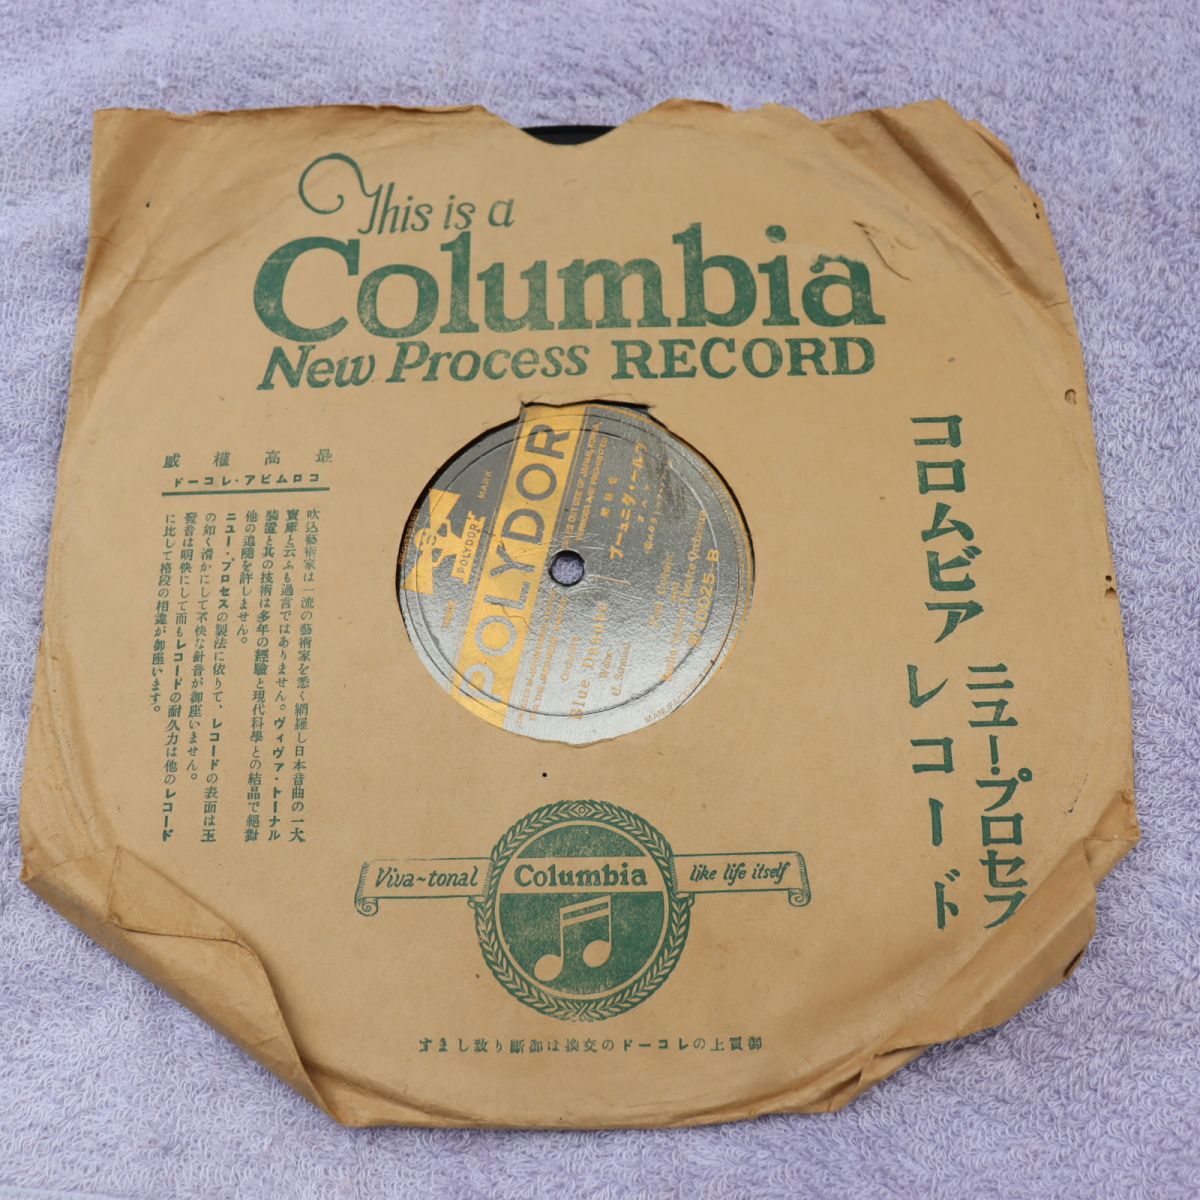 This is a
Columbia
New Process RECORD
コロムビア レコード
ニュー・プロセス
最高權威
コロムビア・レコード
吹込藝術家は一流の藝術家を悉く網羅し日本音曲の一大
寳庫と云ふも過言ではありません。ヴィヴァ・トーナル
装置と其の技術は多年の經驗と現代科學との結晶で絕對
他の追隨を許しません。
ニュー・プロセスの製法に依りて、レコードの表面は玉
の如く滑かにして不快な針音が御座いません。
發音は明快にして而もレコードの耐久力は他のレコード
に比して格段の相違が御座います。
POLYDOR
MARK
POLYDOR
Blue Danube
70025-B
Viva-tonal
Columbia
like life itself
御買上のレコードの交換は御斷り致します